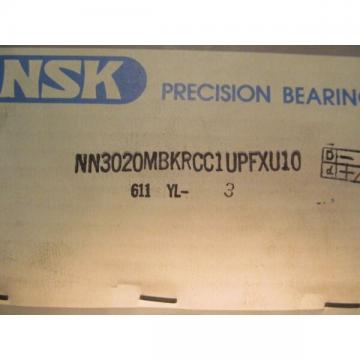 NSK PRECISION BEARING
NN3020MBKRCC1UPFXU10
611 YL- 3
D
d